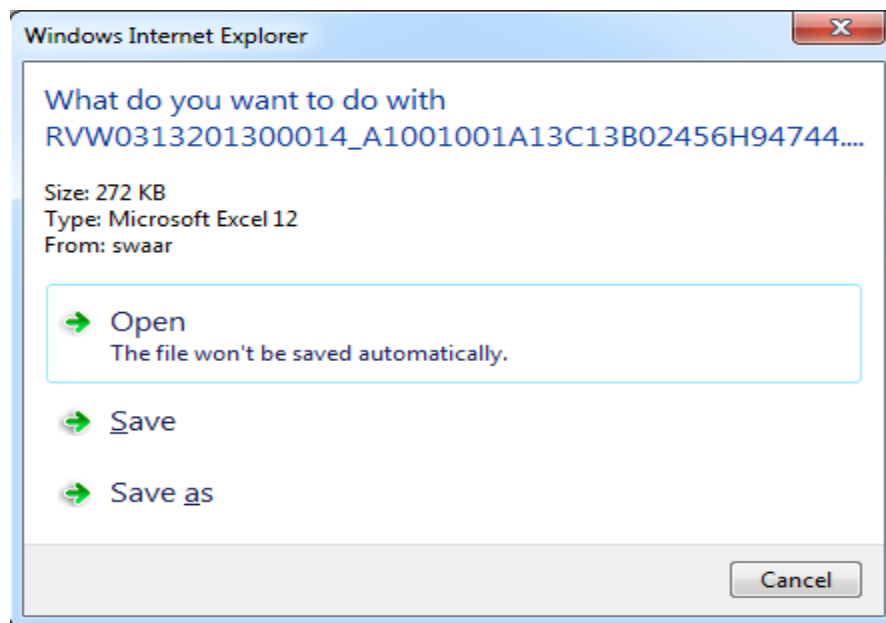 Windows Internet Explorer
What do you want to do with
RVW0313201300014_A1001001A13C13B02456H94744....
Size: 272 KB
Type: Microsoft Excel 12
From: swaar
Open
The file won't be saved automatically.
Save
Save as
Cancel